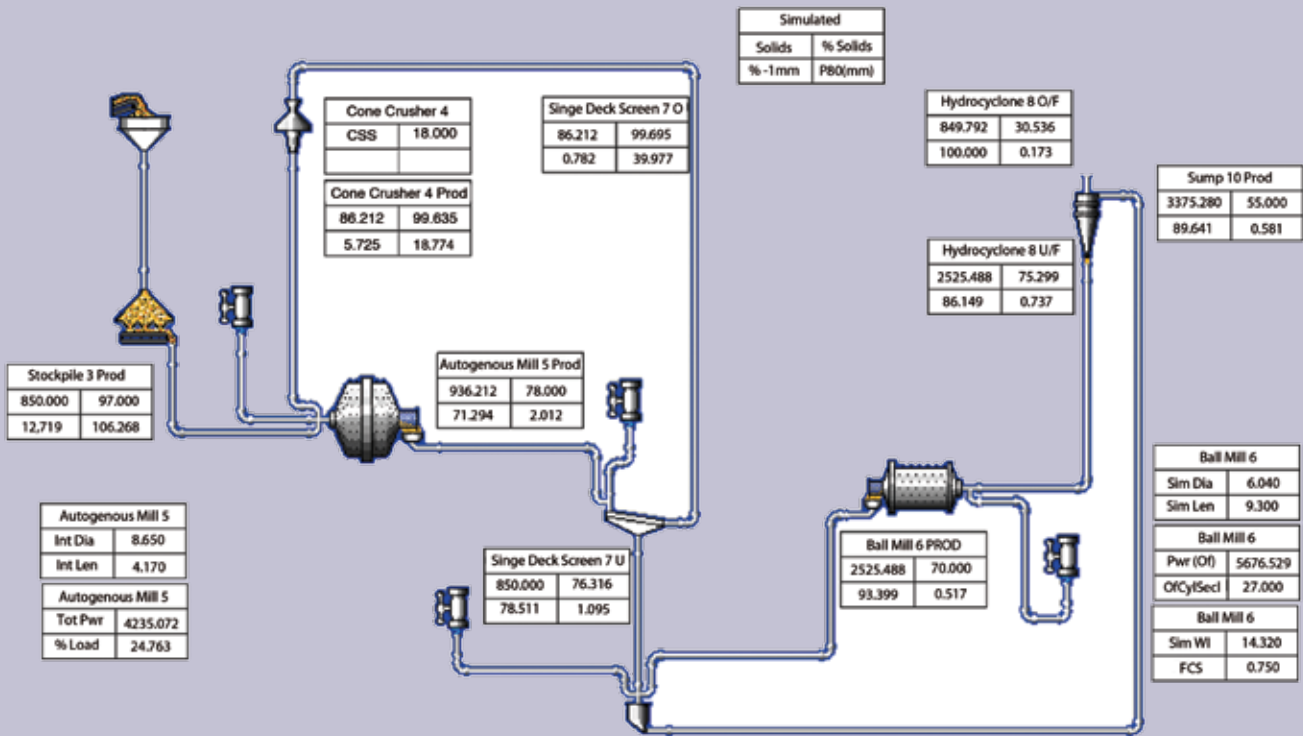 Simulated
Solids % Solids
% -1mm P80(mm)
Cone Crusher 4
CSS 18.000
Cone Crusher 4 Prod
86.212 99.635
5.725 18.774
Singe Deck Screen 7 O
86.212 99.695
0.782 39.977
Hydrocyclone 8 O/F
849.792 30.536
100.000 0.173
Sump 10 Prod
3375.280 55.000
89.641 0.581
Hydrocyclone 8 U/F
2525.488 75.299
86.149 0.737
Stockpile 3 Prod
850.000 97.000
12,719 106.268
Autogenous Mill 5 Prod
936.212 78.000
71.294 2.012
Autogenous Mill 5
Int Dia 8.650
Int Len 4.170
Autogenous Mill 5
Tot Pwr 4235.072
% Load 24.763
Singe Deck Screen 7 U
850.000 76.316
78.511 1.095
Ball Mill 6 PROD
2525.488 70.000
93.399 0.517
Ball Mill 6
Sim Dia 6.040
Sim Len 9.300
Ball Mill 6
Pwr (Of) 5676.529
OfCylSecl 27.000
Ball Mill 6
Sim WI 14.320
FCS 0.750